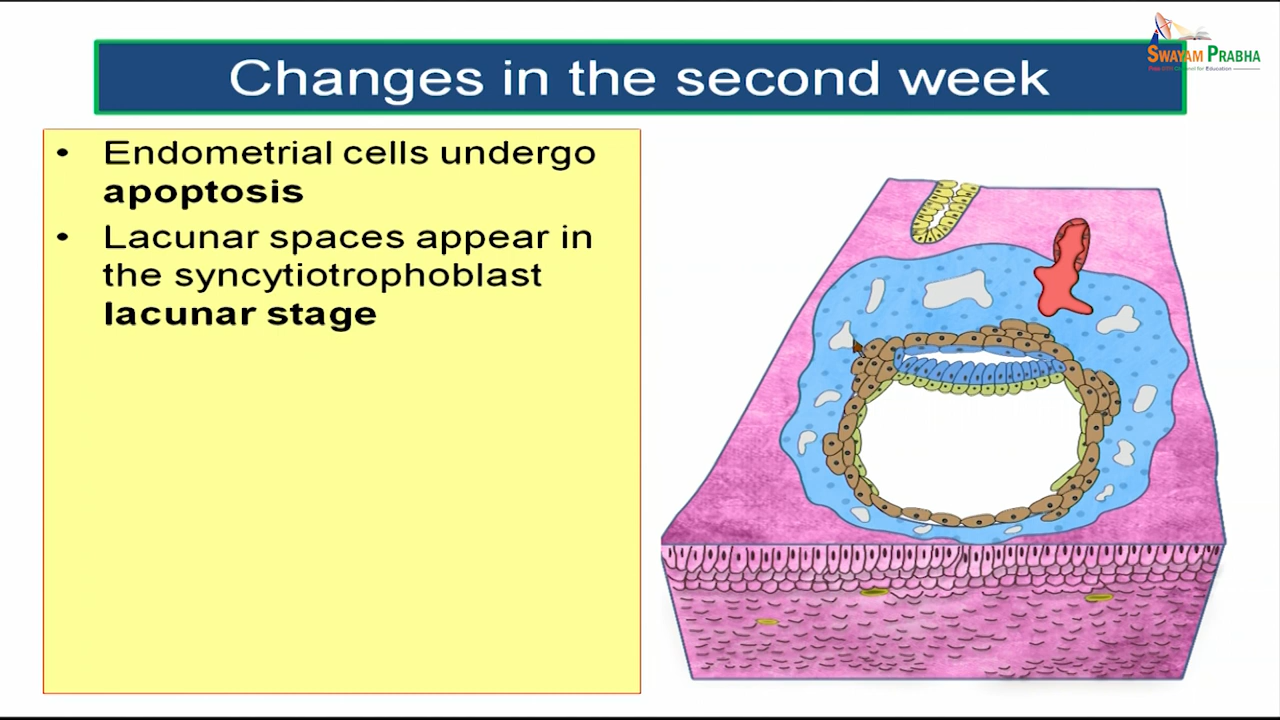 SWAYAM PRABHA
Changes in the second week
• Endometrial cells undergo
apoptosis
• Lacunar spaces appear in
the syncytiotrophoblast
lacunar stage